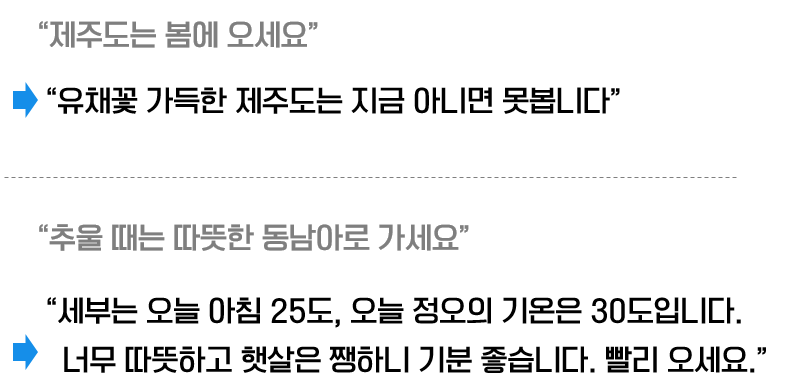 “제주도는 봄에 오세요”
“유채꽃 가득한 제주도는 지금 아니면 못봅니다”
“추울 때는 따뜻한 동남아로 가세요”
“세부는 오늘 아침 25도, 오늘 정오의 기온은 30도입니다.
너무 따뜻하고 햇살은 쨍하니 기분 좋습니다. 빨리 오세요.”